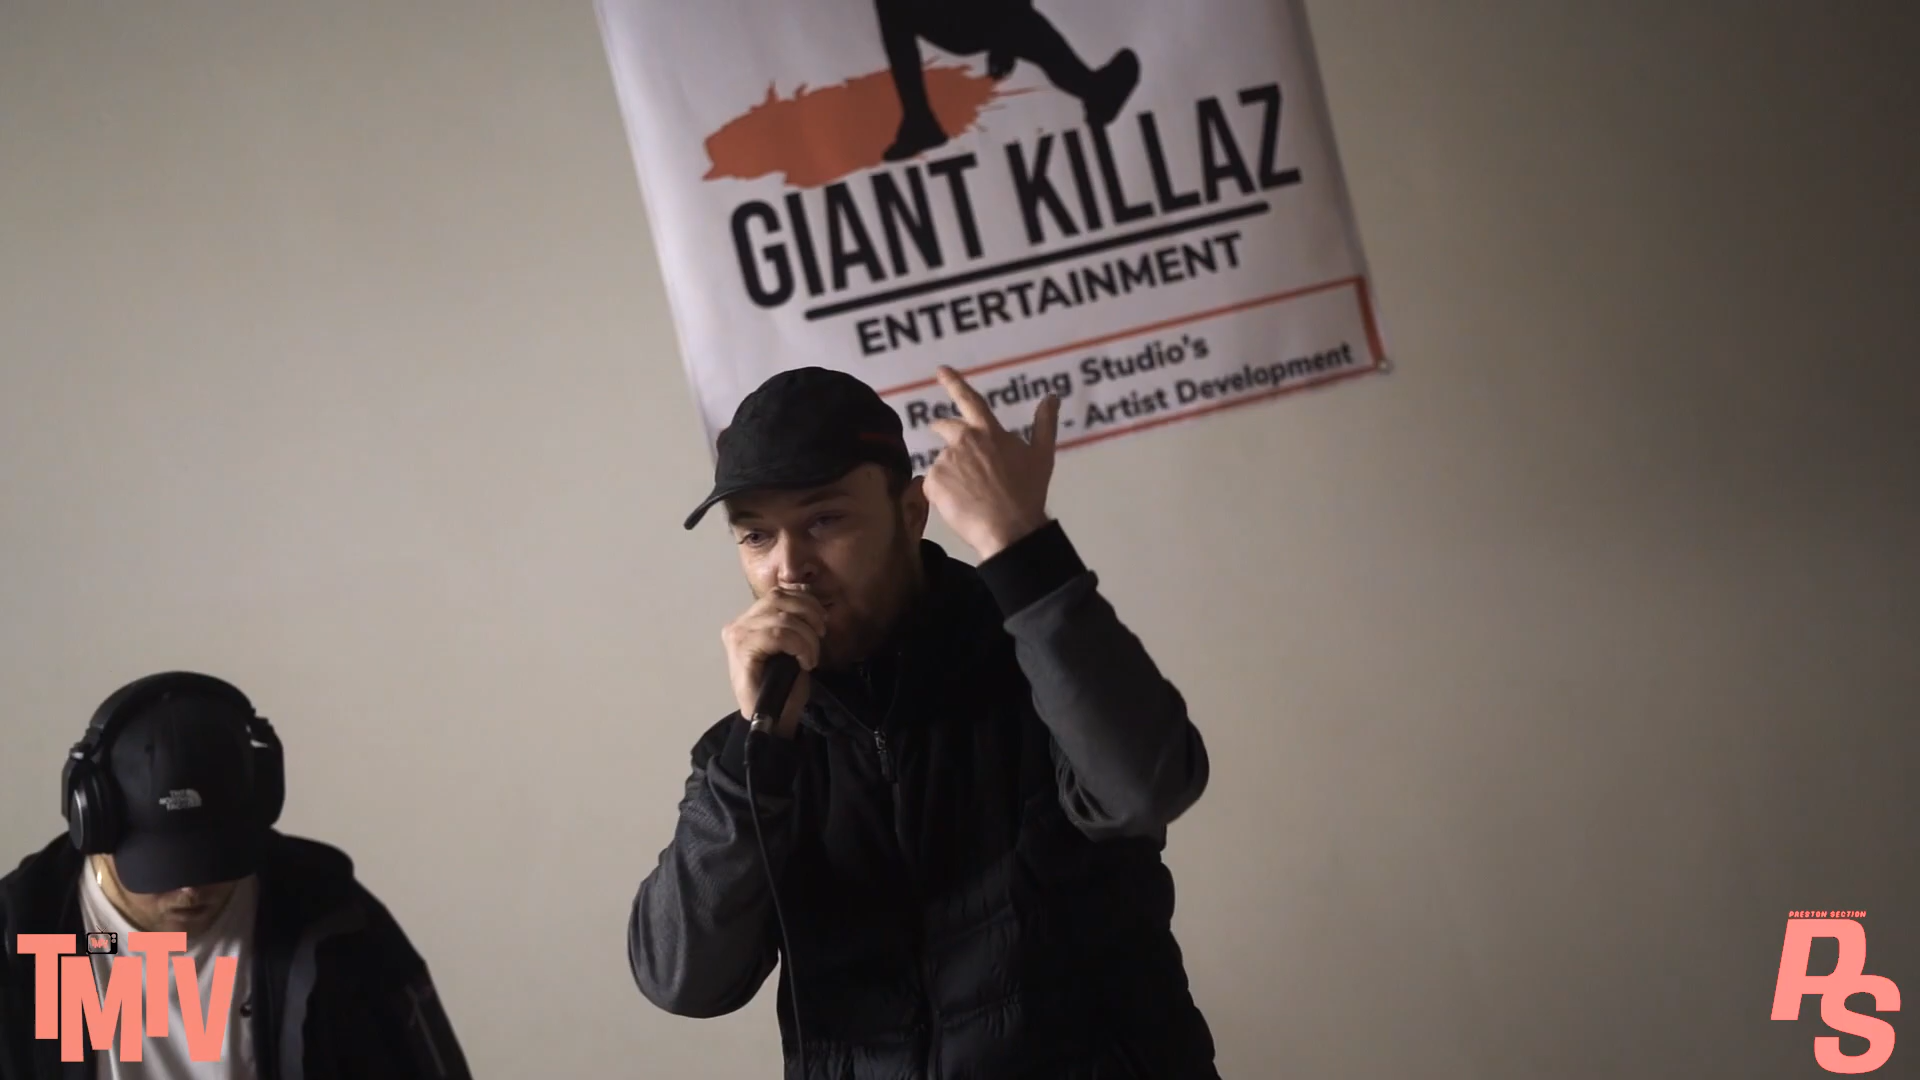 GIANT KILLAZ
ENTERTAINMENT
Recording Studio's
- Artist Development
THE
NORTH
FACE
TMTV
PRESTON SECTION
PS